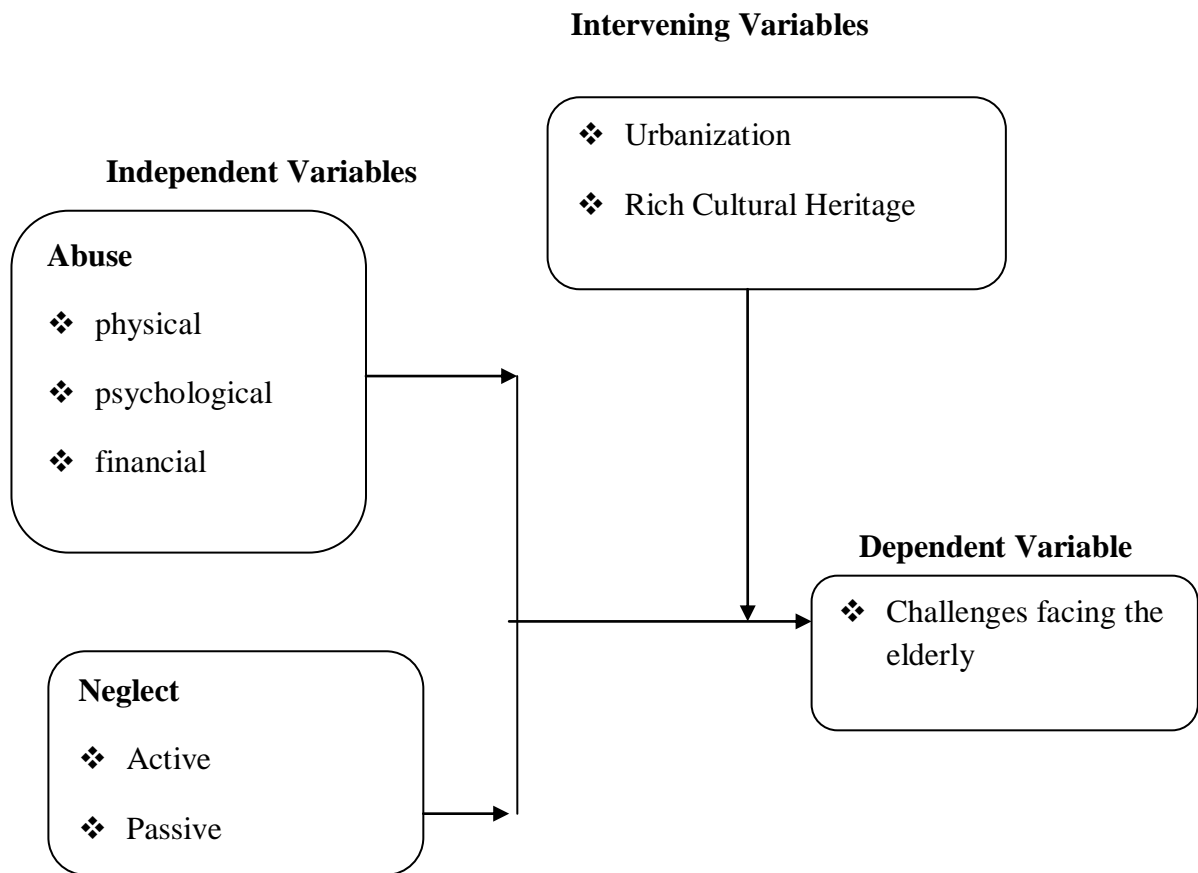 Intervening Variables
❖ Urbanization
❖ Rich Cultural Heritage
Independent Variables
Abuse
❖ physical
❖ psychological
❖ financial
Dependent Variable
❖ Challenges facing the
elderly
Neglect
❖ Active
❖ Passive